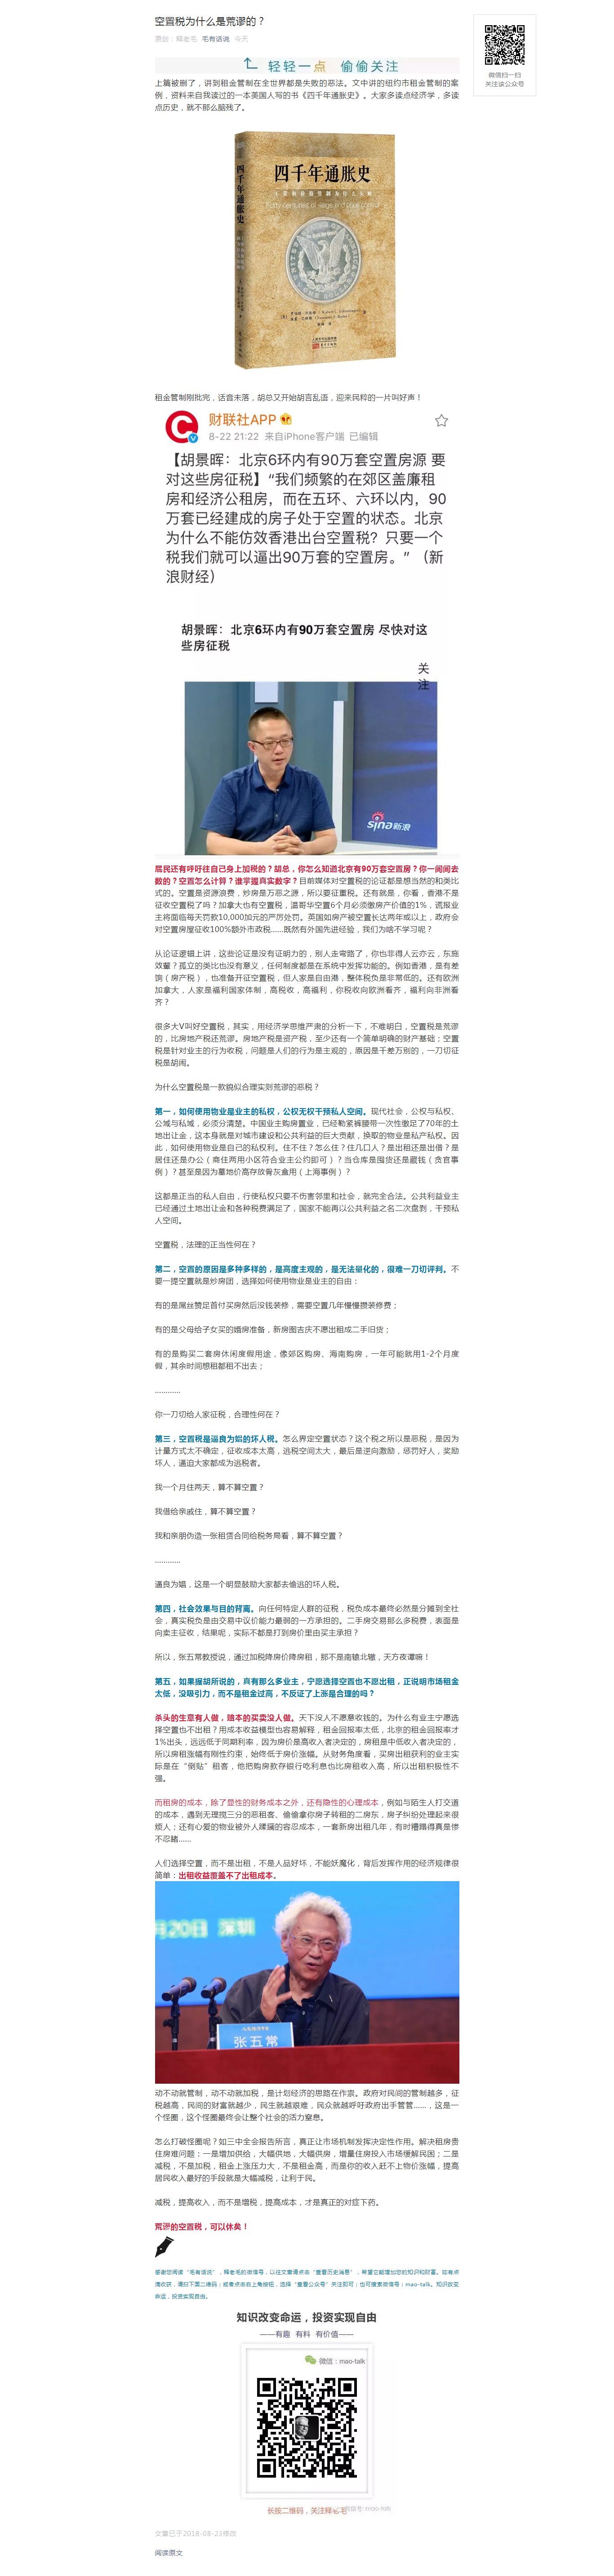 空置税为什么是荒谬的？
原创：释老毛 毛有话说 今天
微信扫一扫
关注该公众号
轻轻一点 偷偷关注
上篇被删了，讲到租金管制在全世界都是失败的恶法。文中讲的纽约市租金管制的案
例，资料来自我读过的一本美国人写的书《四千年通胀史》。大家多读点经济学，多读
点历史，就不那么脑残了。
四千年通胀史
四千年通胀史
租金管制刚批完，话音未落，胡总又开始胡言乱语，迎来民粹的一片叫好声！
财联社APP
8-22 21:22 来自iPhone客户端 已编辑
【胡景晖：北京6环内有90万套空置房源 要
对这些房征税】“我们频繁的在郊区盖廉租
房和经济公租房，而在五环、六环以内，90
万套已经建成的房子处于空置的状态。北京
为什么不能仿效香港出台空置税？只要一个
税我们就可以逼出90万套的空置房。”（新
浪财经）
胡景晖：北京6环内有90万套空置房 尽快对这
些房征税
关
注
sina新浪
居民还有呼吁往自己身上加税的？胡总，你怎么知道北京有90万套空置房？你一间间去
数的？空置怎么计算？谁掌握真实数字？目前媒体对空置税的论证都是想当然的和类比
式的。空置是资源浪费，炒房是万恶之源，所以要征重税。还有就是，你看，香港不是
征收空置税了吗？加拿大也有空置税，温哥华空置6个月必须缴房产价值的1%，谎报业
主将面临每天罚款10,000加元的严厉处罚。英国如房产被空置长达两年或以上，政府会
对空置房屋征收100%额外市政税......既然有外国先进经验，我们为啥不学习呢？
从论证逻辑上讲，这些论证是没有证明力的，别人走弯路了，你也非得人云亦云，东施
效颦？孤立的类比也没有意义，任何制度都是在系统中发挥功能的。例如香港，是有差
饷（房产税），也准备开征空置税，但人家是自由港，整体税负是非常低的。还有欧洲
加拿大，人家是福利国家体制，高税收，高福利，你税收向欧洲看齐，福利向非洲看
齐？
很多大V叫好空置税，其实，用经济学思维严肃的分析一下，不难明白，空置税是荒谬
的，比房地产税还荒谬。房地产税是资产税，至少还有一个简单明确的财产基础；空置
税是针对业主的行为收税，问题是人们的行为是主观的，原因是千差万别的，一刀切征
税是胡闹。
为什么空置税是一款貌似合理实则荒谬的恶税？
第一，如何使用物业是业主的私权，公权无权干预私人空间。现代社会，公权与私权、
公域与私域，必须分清楚。中国业主购房置业，已经勒紧裤腰带一次性缴足了70年的土
地出让金，这本身就是对城市建设和公共利益的巨大贡献，换取的物业是私产私权。因
此，如何使用物业是自己的私权利。住不住？怎么住？住几口人？是出租还是出借？是
居住还是办公（商住两用小区符合业主公约即可）？当仓库是囤货还是藏钱（贪官事
例）？甚至是因为墓地价高存放骨灰盒用（上海事例）？
这都是正当的私人自由，行使私权只要不伤害邻里和社会，就完全合法。公共利益业主
已经通过土地出让金和各种税费满足了，国家不能再以公共利益之名二次盘剥，干预私
人空间。
空置税，法理的正当性何在？
第二，空置的原因是多种多样的，是高度主观的，是无法量化的，很难一刀切评判。不
要一提空置就是炒房团，选择如何使用物业是业主的自由：
有的是屌丝赞足首付买房然后没钱装修，需要空置几年慢慢攒装修费；
有的是父母给子女买的婚房准备，新房图吉庆不愿出租成二手旧货；
有的是购买二套房休闲度假用途，像郊区购房、海南购房，一年可能就用1-2个月度
假，其余时间想租都租不出去；
............
你一刀切给人家征税，合理性何在？
第三，空置税是逼良为娼的坏人税。怎么界定空置状态？这个税之所以是恶税，是因为
计量方式太不确定，征收成本太高，逃税空间太大，最后是逆向激励，惩罚好人，奖励
坏人，逼迫大家都成为逃税者。
我一个月住两天，算不算空置？
我借给亲戚住，算不算空置？
我和亲朋伪造一张租赁合同给税务局看，算不算空置？
............
逼良为娼，这是一个明显鼓励大家都去偷逃的坏人税。
第四，社会效果与目的背离。向任何特定人群的征税，税负成本最终必然是分摊到全社
会，真实税负是由交易中议价能力最弱的一方承担的。二手房交易那么多税费，表面是
向卖主征收，结果呢，实际不都是打到房价里由买主承担？
所以，张五常教授说，通过加税降房价降房租，那不是南辕北辙，天方夜谭嘛！
第五，如果据胡所说的，真有那么多业主，宁愿选择空置也不愿出租，正说明市场租金
太低，没吸引力，而不是租金过高，不反证了上涨是合理的吗？
杀头的生意有人做，赔本的买卖没人做。天下没人不愿意收钱的。为什么有业主宁愿选
择空置也不出租？用成本收益模型也容易解释，租金回报率太低，北京的租金回报率才
1%出头，远远低于同期利率，因为房价是高收入者决定的，房租是中低收入者决定的，
所以房租涨幅有刚性约束，始终低于房价涨幅。从财务角度看，买房出租获利的业主实
际是在“倒贴”租客，他把购房款存银行吃利息也比房租收入高，所以出租积极性不
强。
而租房的成本，除了显性的财务成本之外，还有隐性的心理成本，例如与陌生人打交道
的成本，遇到无理搅三分的恶租客、偷偷拿你房子转租的二房东，房子纠纷处理起来很
烦人；还有心爱的物业被外人蹂躏的容忍成本，一套新房出租几年，有时糟蹋得真是惨
不忍睹......
人们选择空置，而不是出租，不是人品好坏，不能妖魔化，背后发挥作用的经济规律很
简单：出租收益覆盖不了出租成本。
月20日 深圳
张五常
动不动就管制，动不动就加税，是计划经济的思路在作祟。政府对民间的管制越多，征
税越高，民间的财富就越少，民生就越艰难，民众就越呼吁政府出手管管......，这是一
个怪圈，这个怪圈最终会让整个社会的活力窒息。
怎么打破怪圈呢？如三中全会报告所言，真正让市场机制发挥决定性作用。解决租房贵
住房难问题：一是增加供给，大幅供地，大幅供房，增量住房投入市场缓解民困；二是
减税，不是加税，租金上涨压力大，不是租金高，而是你的收入赶不上物价涨幅，提高
居民收入最好的手段就是大幅减税，让利于民。
减税，提高收入，而不是增税，提高成本，才是真正的对症下药。
荒谬的空置税，可以休矣！
感谢您阅读“毛有话说”，释老毛的微信号，以往文章请点击“查看历史消息”，希望它能增加您的知识和财富。如有点
滴收获，请扫下面二维码；或者点击右上角按钮，选择“查看公众号”关注即可；也可搜索微信号：mao-talk。知识改变
命运，投资实现自由。
知识改变命运，投资实现自由
——有趣 有料 有价值——
微信：mao-talk
长按二维码，关注释老毛
微信号: mao-talk
文章已于2018-08-23修改
阅读原文